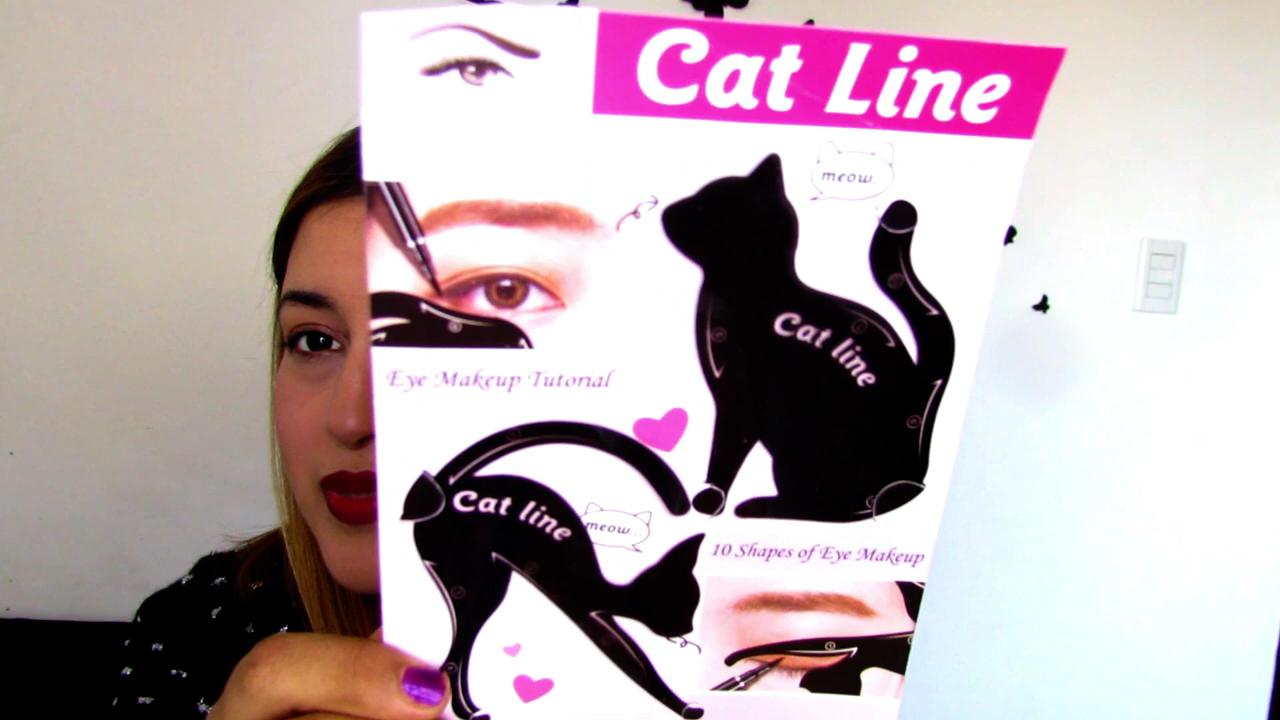 Cat Line
meow
Cat line
Eye Makeup Tutorial
Cat line
meow...
10 Shapes of Eye Makeup